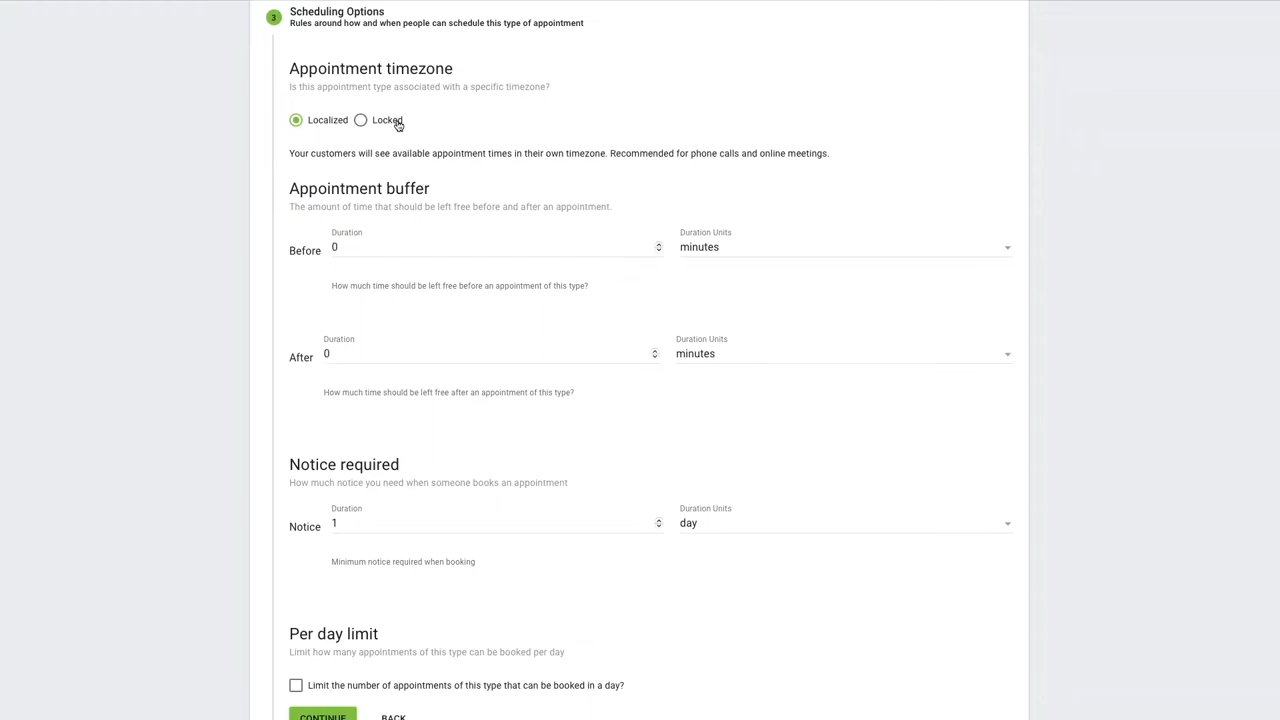 3
Scheduling Options
Rules around how and when people can schedule this type of appointment
Appointment timezone
Is this appointment type associated with a specific timezone?
Localized Locked
Your customers will see available appointment times in their own timezone. Recommended for phone calls and online meetings.
Appointment buffer
The amount of time that should be left free before and after an appointment.
Duration Duration Units
Before 0 minutes
How much time should be left free before an appointment of this type?
Duration Duration Units
After 0 minutes
How much time should be left free after an appointment of this type?
Notice required
How much notice you need when someone books an appointment
Duration Duration Units
Notice 1 day
Minimum notice required when booking
Per day limit
Limit how many appointments of this type can be booked per day
Limit the number of appointments of this type that can be booked in a day?
CONTINUE BACK